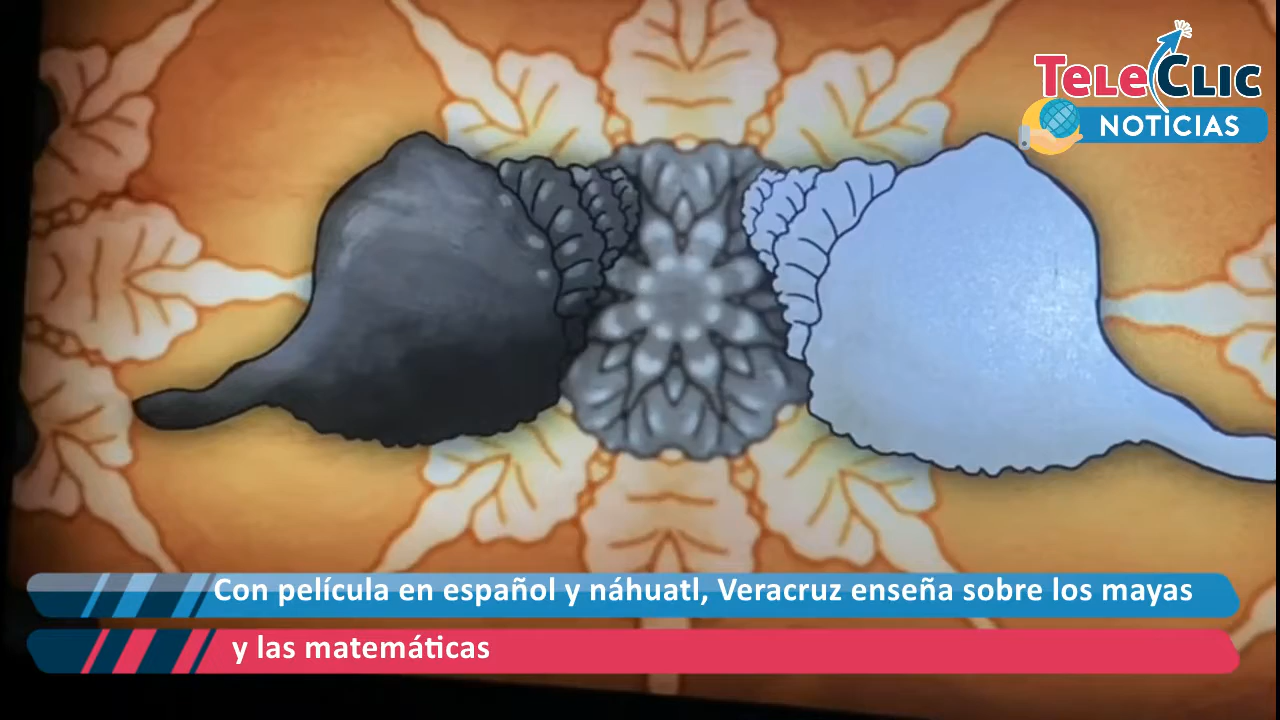 TELECLIC
NOTICIAS
Con película en español y náhuatl, Veracruz enseña sobre los mayas
y las matemáticas